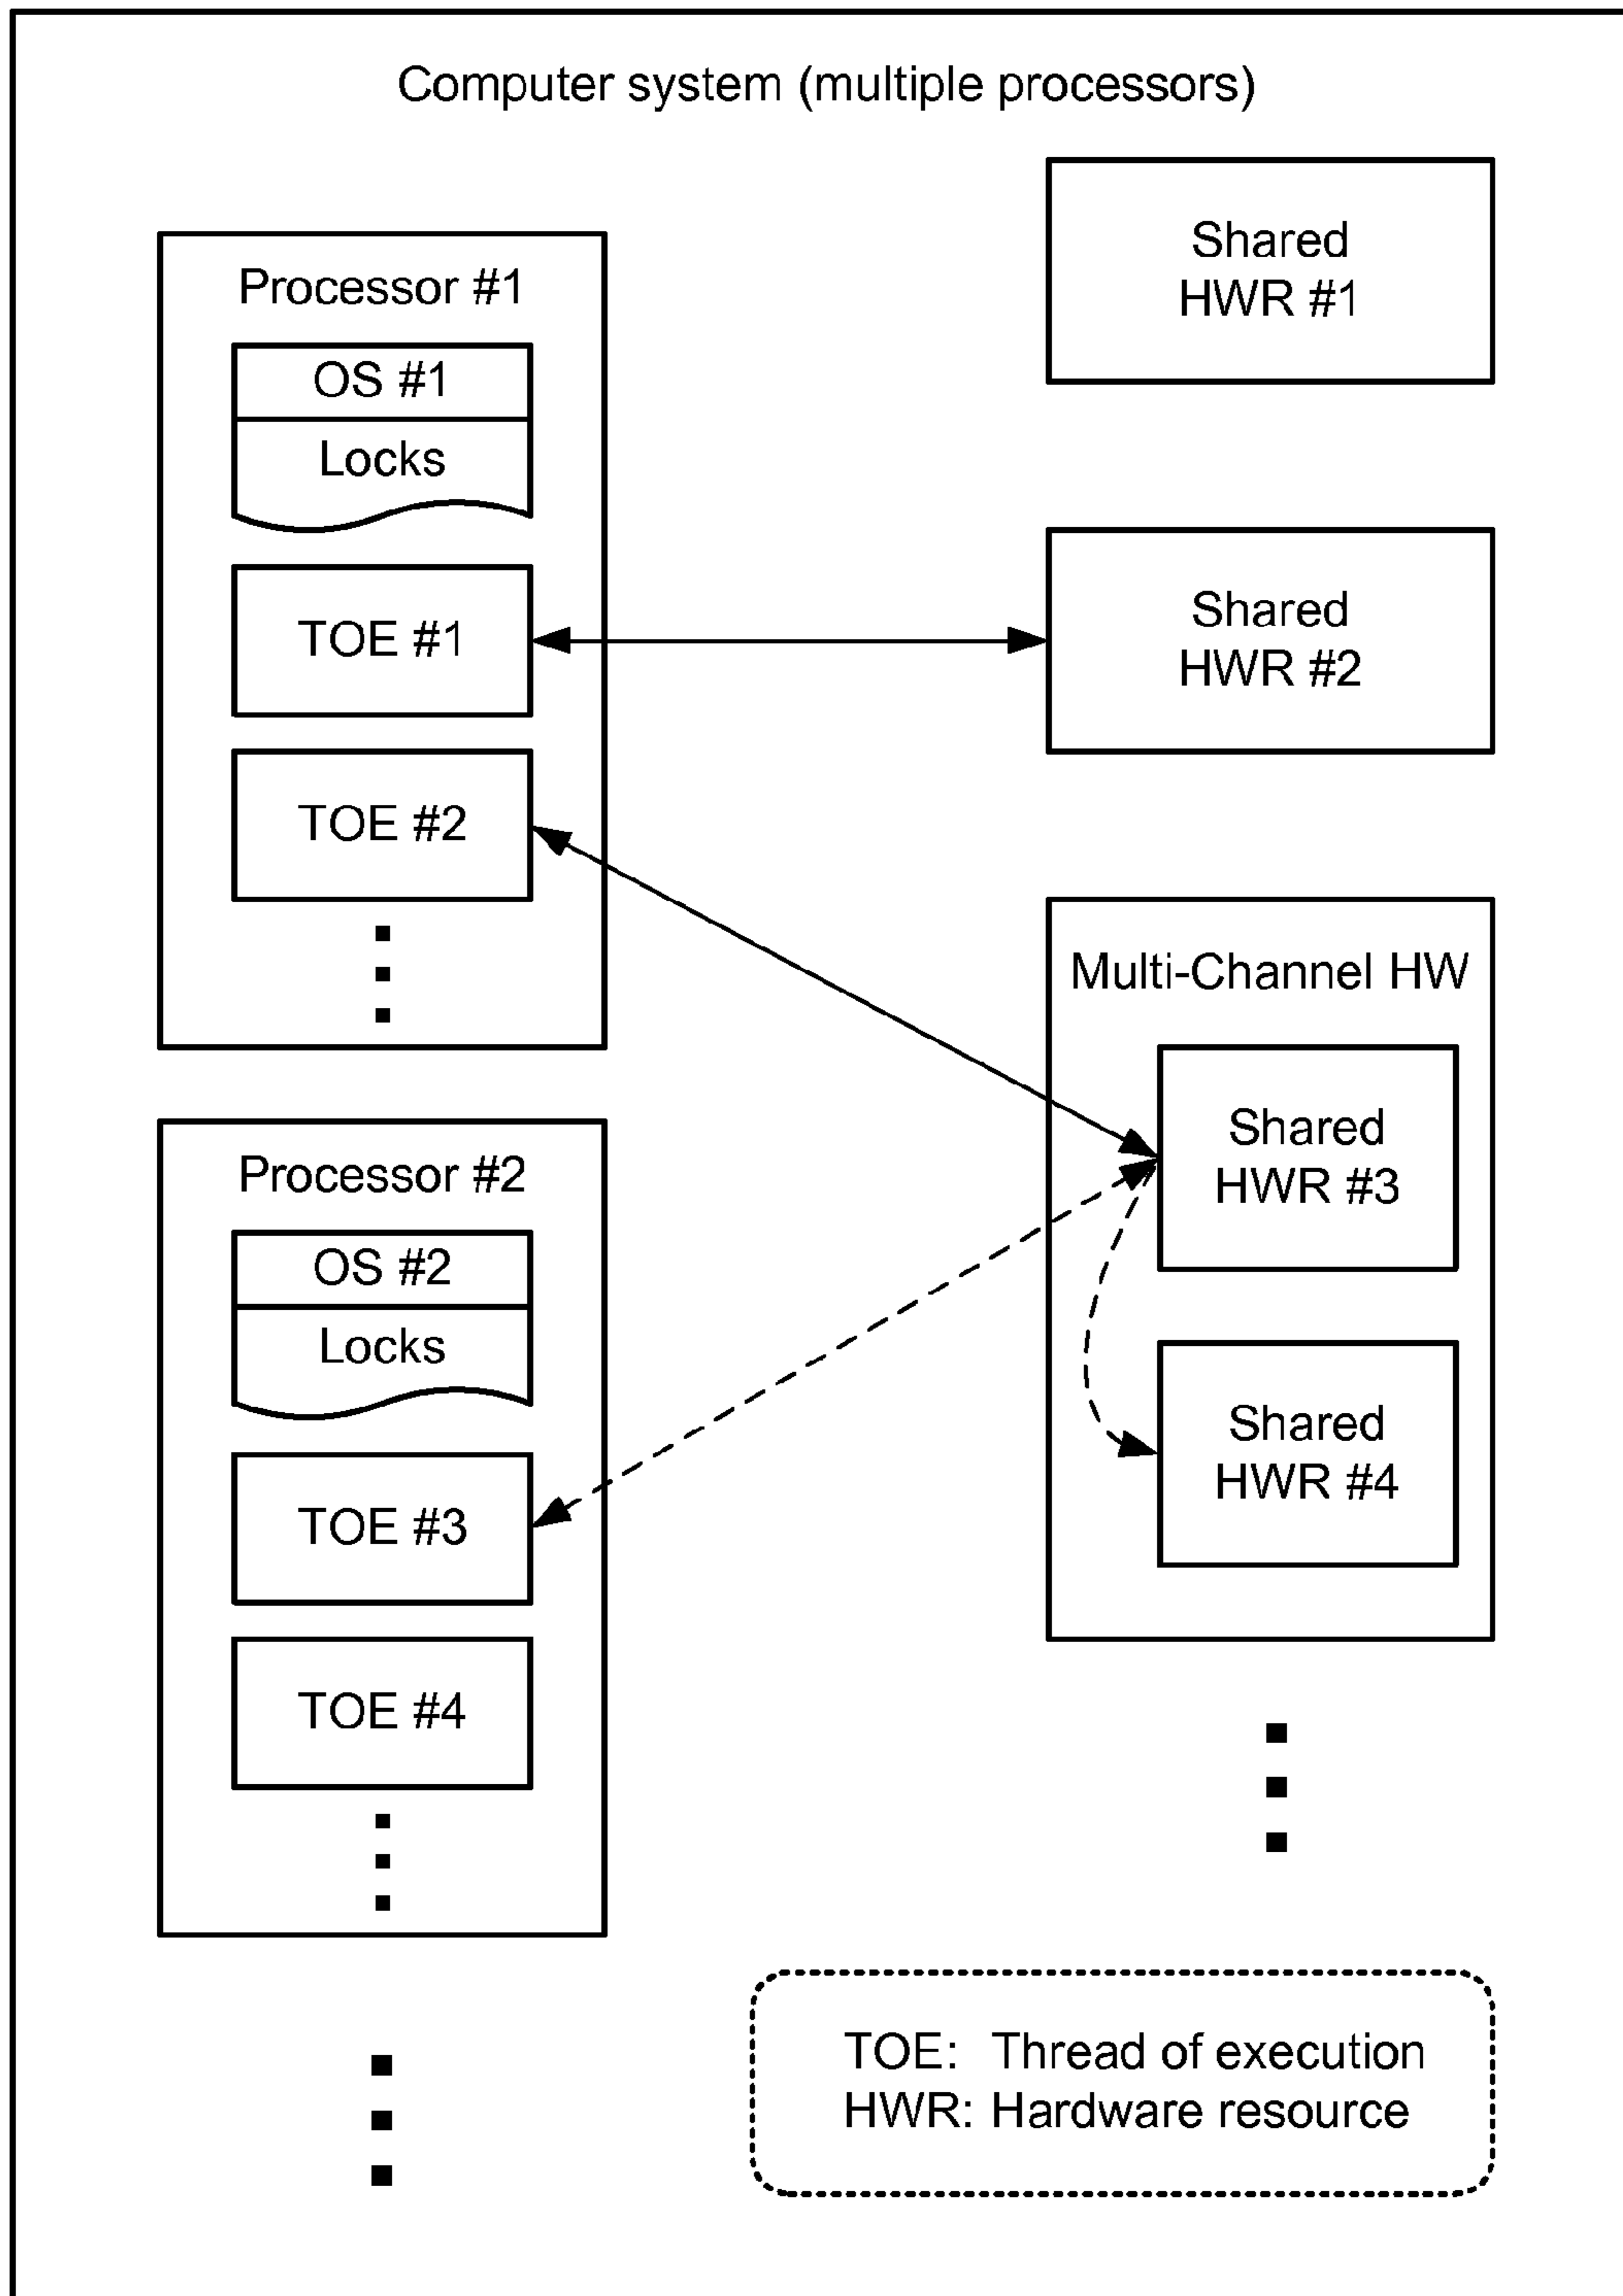 Computer system (multiple processors)
Processor #1
OS #1
Locks
TOE #1
TOE #2
Processor #2
OS #2
Locks
TOE #3
TOE #4
Shared
HWR #1
Shared
HWR #2
Multi-Channel HW
Shared
HWR #3
Shared
HWR #4
TOE: Thread of execution
HWR: Hardware resource